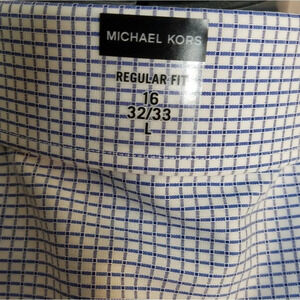 MICHAEL KORS
REGULAR FIT
16
32/33
L